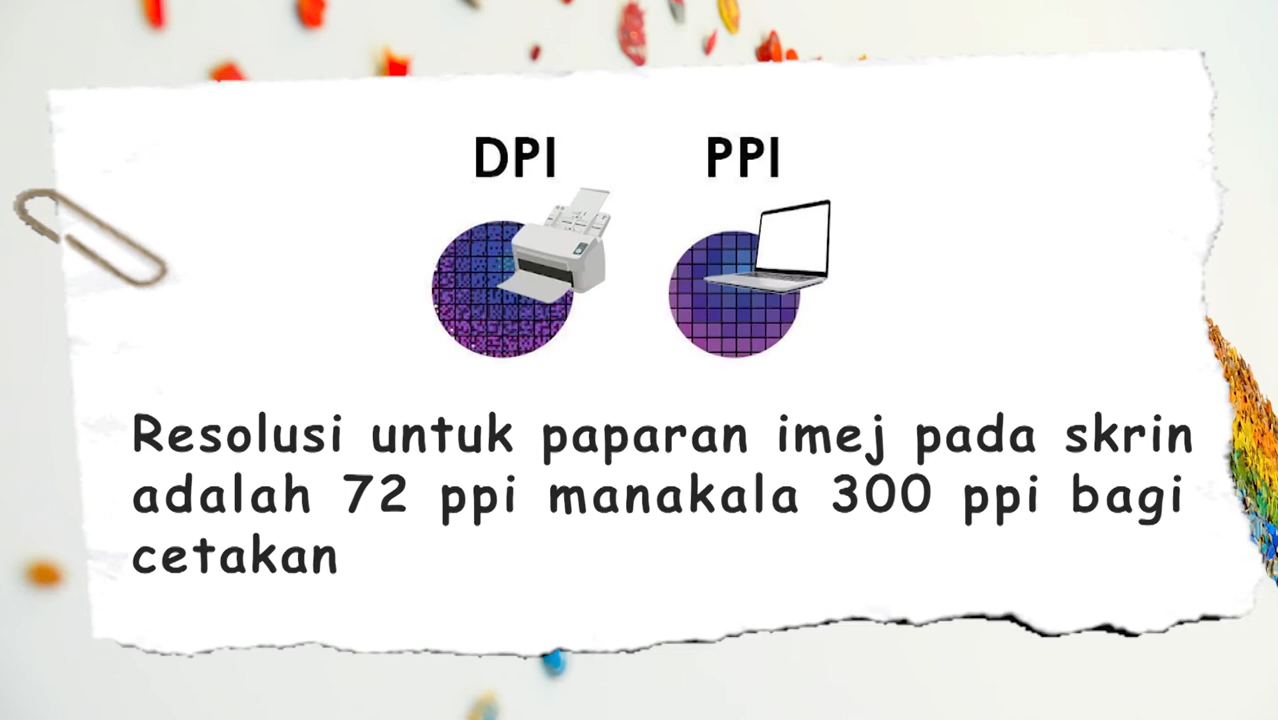 DPI PPI
Resolusi untuk paparan imej pada skrin
adalah 72 ppi manakala 300 ppi bagi
cetakan